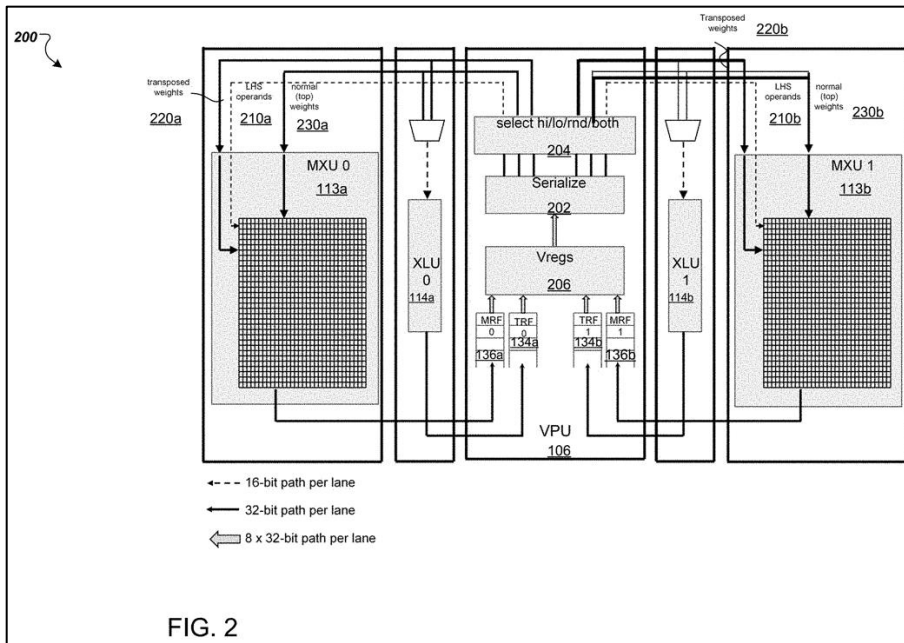 200
Transposed
weights
220b
transposed
weights
220a
LHS
operands
210a
normal
(top)
weights
230a
select hi/lo/rnd/both
204
LHS
operands
210b
normal
(top)
weights
230b
MXU 0
113a
Serialize
202
MXU 1
113b
XLU
0
114a
Vregs
206
XLU
1
114b
MRF
0
136a
TRF
0
134a
TRF
1
134b
MRF
1
136b
VPU
106
16-bit path per lane
32-bit path per lane
8 x 32-bit path per lane
FIG. 2